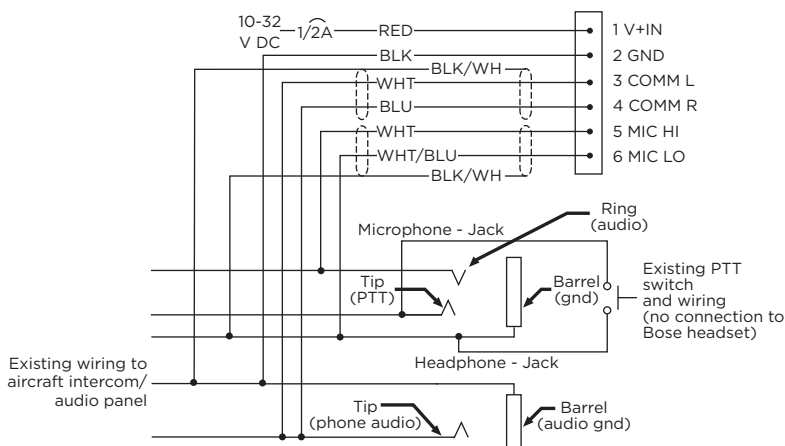 10-32
V DC
1/2A
RED
1 V+IN
BLK
2 GND
BLK/WH
WHT
3 COMM L
BLU
4 COMM R
WHT
5 MIC HI
WHT/BLU
6 MIC LO
BLK/WH
Ring
(audio)
Microphone - Jack
Tip
(PTT)
Barrel
(gnd)
Existing PTT
switch
and wiring
(no connection to
Bose headset)
Headphone - Jack
Existing wiring to
aircraft intercom/
audio panel
Tip
(phone audio)
Barrel
(audio gnd)